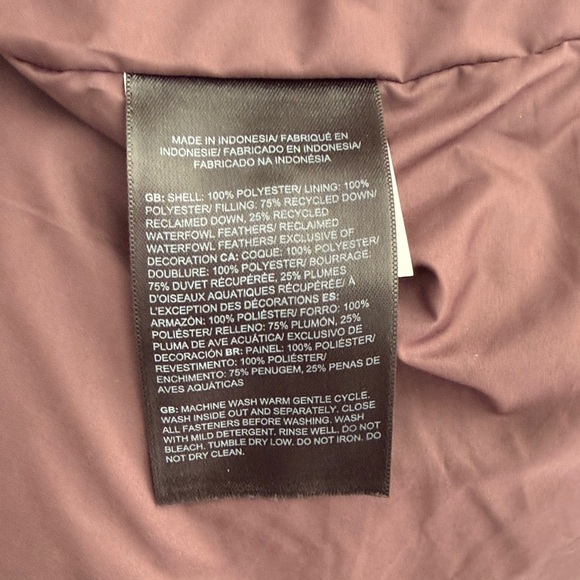 MADE IN INDONESIA/ FABRIQUÉ EN
INDONESIE/ FABRICADO EN INDONESIA/
FABRICADO NA INDONÉSIA
GB: SHELL: 100% POLYESTER/ LINING: 100%
POLYESTER/ FILLING: 75% RECYCLED DOWN/
RECLAIMED DOWN, 25% RECYCLED
WATERFOWL FEATHERS/ RECLAIMED
WATERFOWL FEATHERS/ EXCLUSIVE OF
DECORATION CA: COQUE: 100% POLYESTER/
DOUBLURE: 100% POLYESTER/ BOURRAGE:
75% DUVET RÉCUPÉRÉE, 25% PLUMES
D'OISEAUX AQUATIQUES RÉCUPÉRÉE/ À
L'EXCEPTION DES DÉCORATIONS ES:
ARMAZÓN: 100% POLIÉSTER/ FORRO: 100%
POLIÉSTER/ RELLENO: 75% PLUMÓN, 25%
PLUMA DE AVE ACUÁTICA/ EXCLUSIVO DE
DECORACIÓN BR: PAINEL: 100% POLIÉSTER/
REVESTIMENTO: 100% POLIÉSTER/
ENCHIMENTO: 75% PENUGEM, 25% PENAS DE
AVES AQUÁTICAS
GB: MACHINE WASH WARM GENTLE CYCLE.
WASH INSIDE OUT AND SEPARATELY. CLOSE
ALL FASTENERS BEFORE WASHING. WASH
WITH MILD DETERGENT. RINSE WELL. DO NOT
BLEACH. TUMBLE DRY LOW. DO NOT IRON. DO
NOT DRY CLEAN.